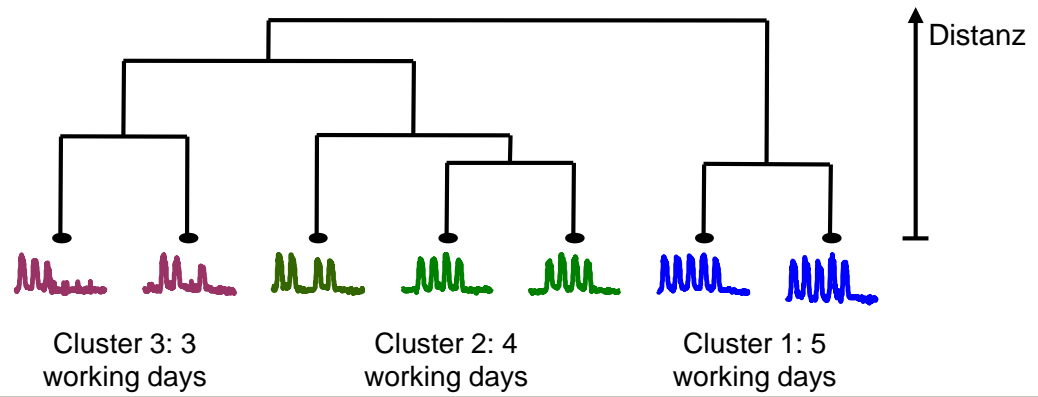 Distanz
Cluster 3: 3
working days
Cluster 2: 4
working days
Cluster 1: 5
working days